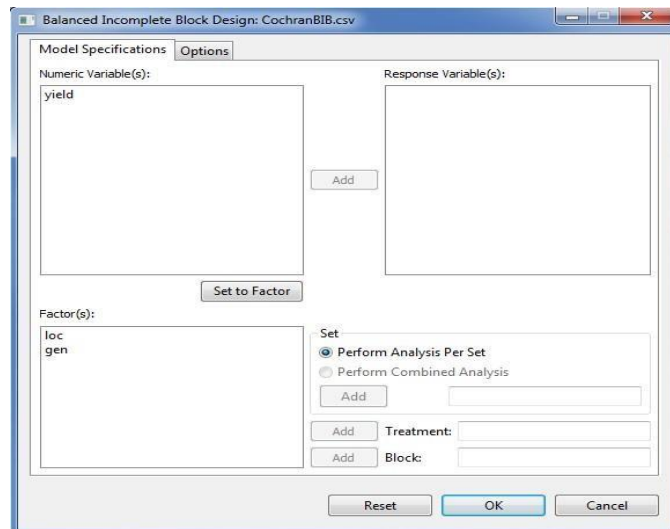 Balanced Incomplete Block Design: CochranBIB.csv
Model Specifications Options
Numeric Variable(s): Response Variable(s):
yield
Add
Set to Factor
Factor(s):
loc
gen
Set
Perform Analysis Per Set
Perform Combined Analysis
Add
Add Treatment:
Add Block:
Reset OK Cancel